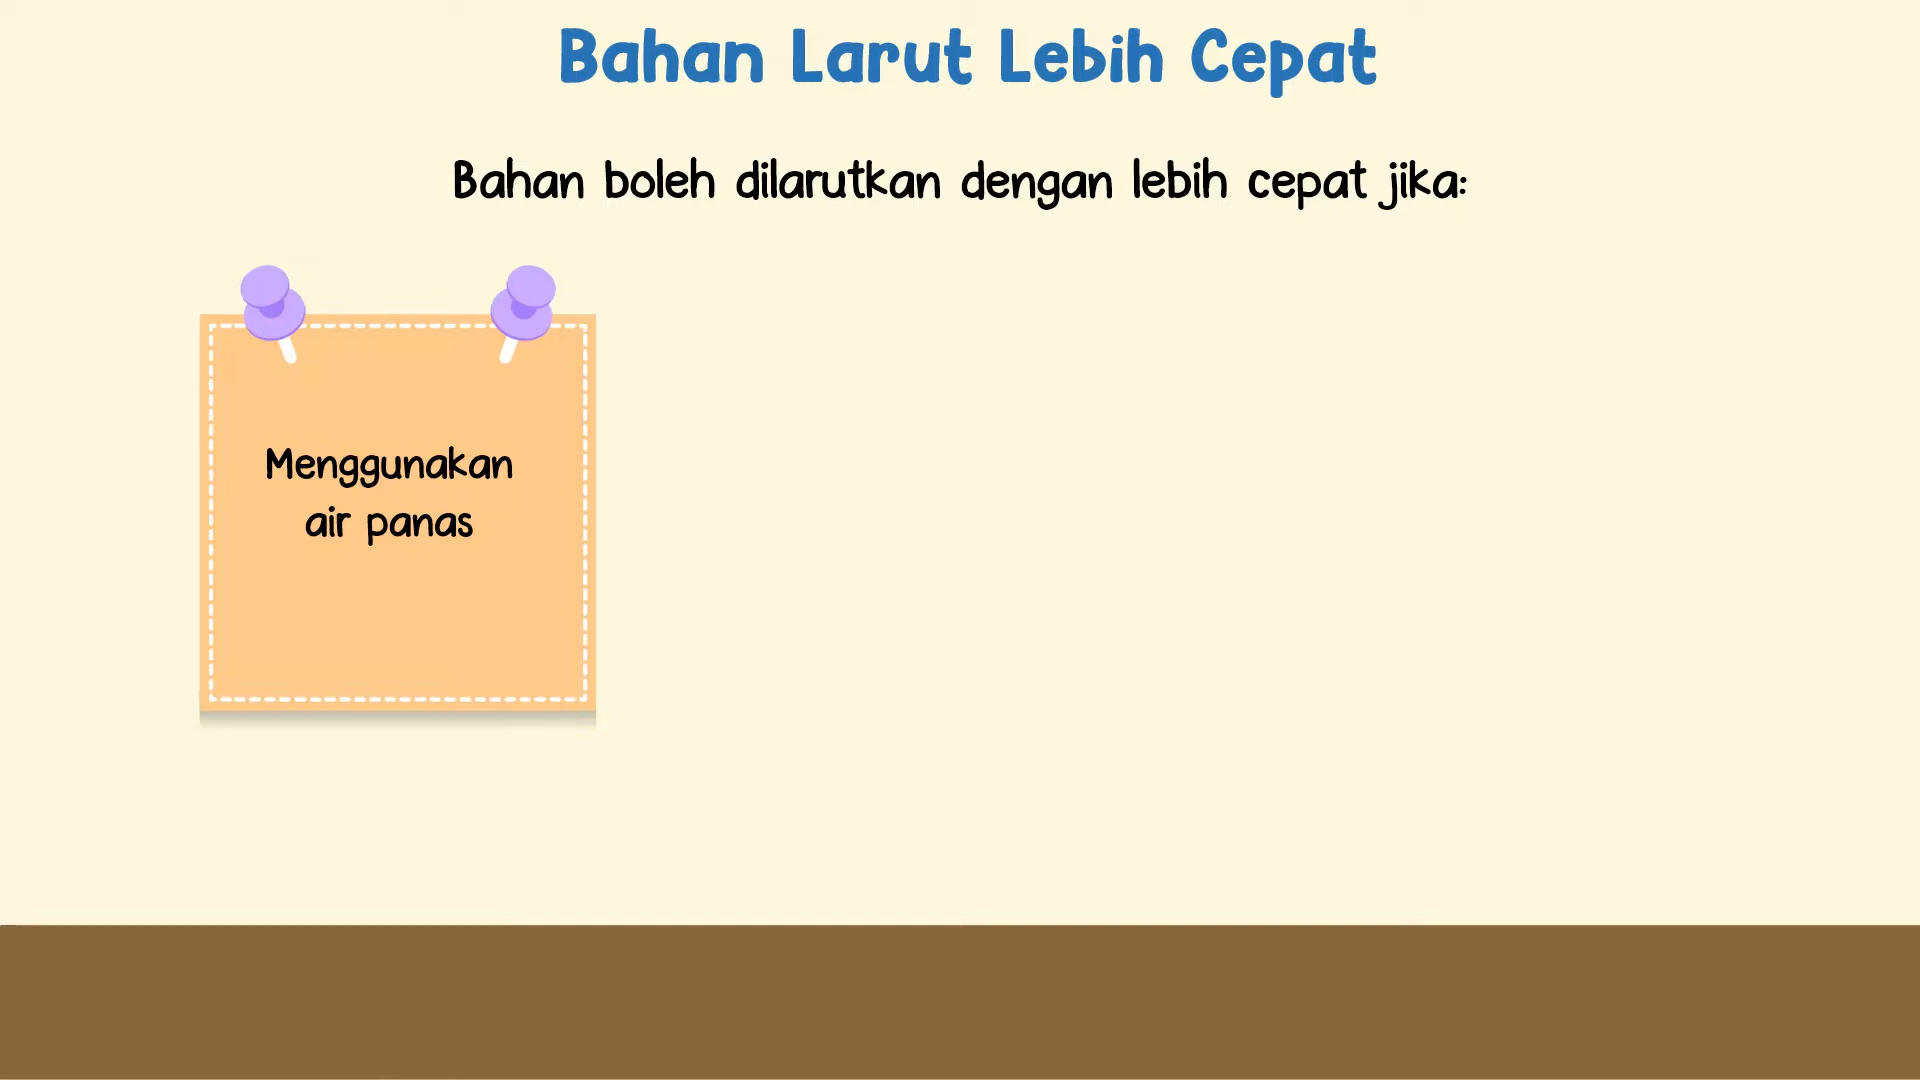 Bahan Larut Lebih Cepat
Bahan boleh dilarutkan dengan lebih cepat jika:
Menggunakan
air panas